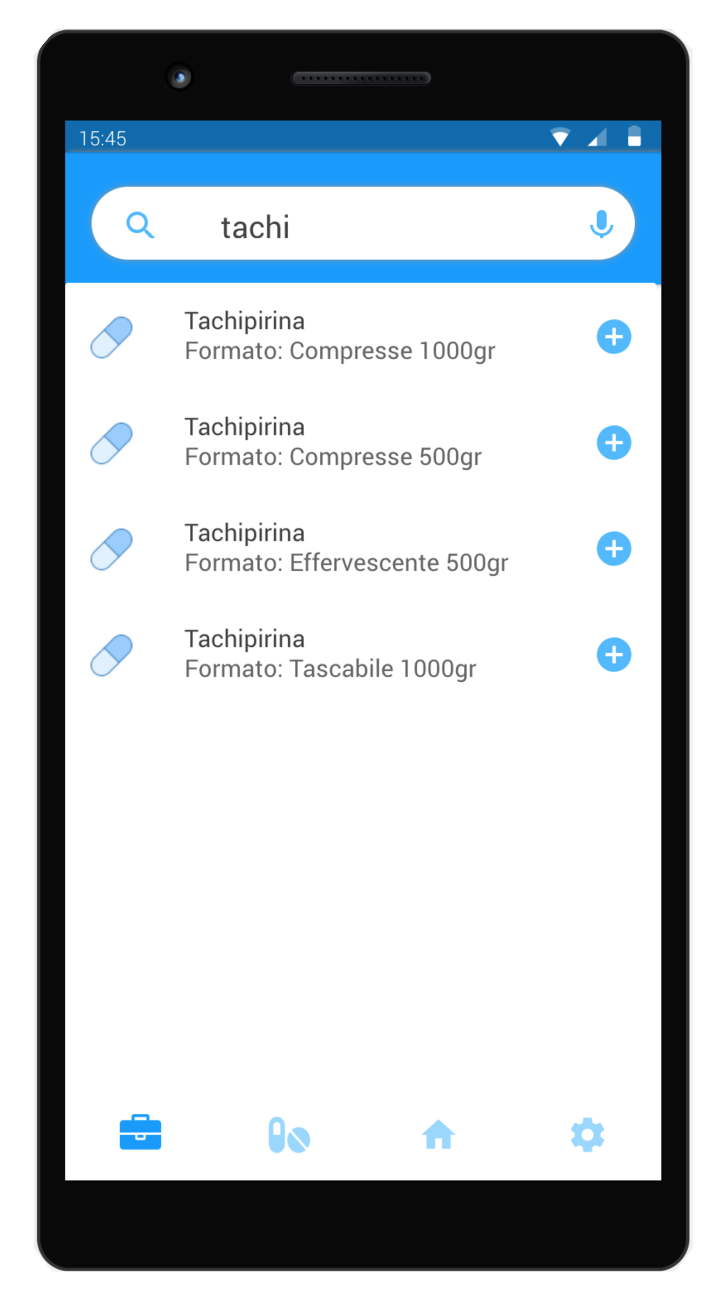 15:45
tachi
Tachipirina
Formato: Compresse 1000gr
Tachipirina
Formato: Compresse 500gr
Tachipirina
Formato: Effervescente 500gr
Tachipirina
Formato: Tascabile 1000gr